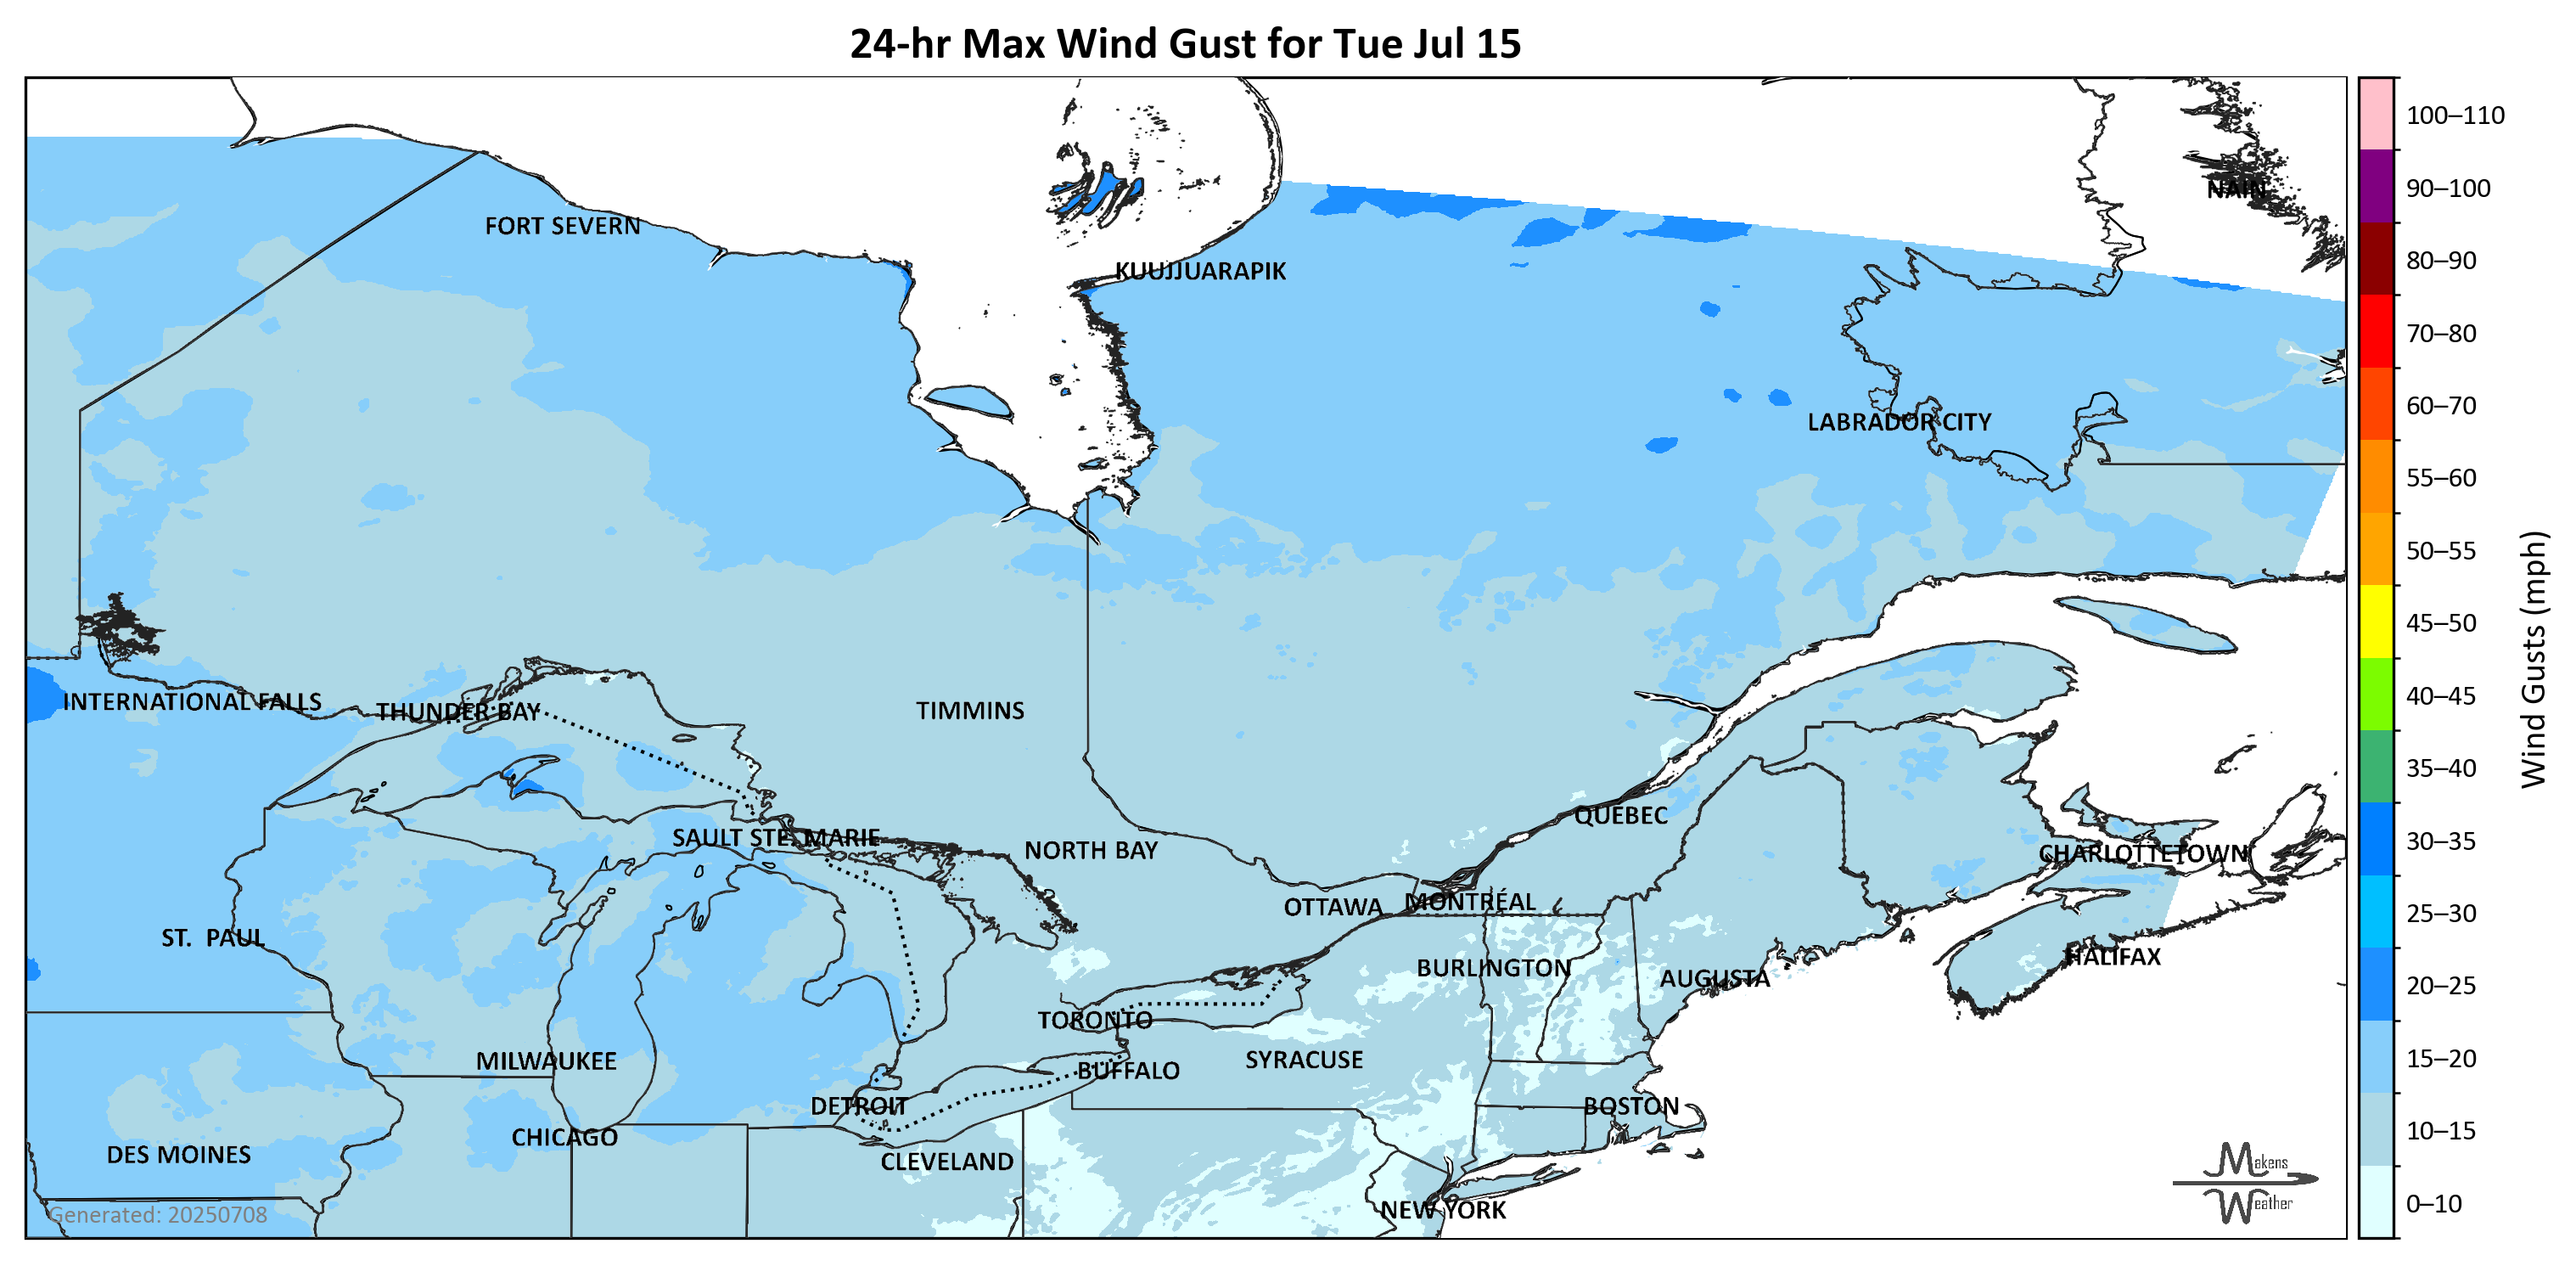 24-hr Max Wind Gust for Tue Jul 15
100–110
90–100
NAIN
FORT SEVERN
80–90
KUUJJUARAPIK
70–80
60–70
LABRADOR CITY
55–60
50–55
45–50
Wind Gusts (mph)
INTERNATIONAL FALLS
THUNDER BAY
TIMMINS
40–45
35–40
QUÉBEC
SAULT STE. MARIE
NORTH BAY
30–35
CHARLOTTETOWN
OTTAWA
MONTRÉAL
25–30
ST. PAUL
HALIFAX
BURLINGTON
AUGUSTA
20–25
TORONTO
MILWAUKEE
SYRACUSE
15–20
BUFFALO
DETROIT
BOSTON
CHICAGO
10–15
DES MOINES
CLEVELAND
Makens
Weather
NEW YORK
0–10
Generated: 20250708